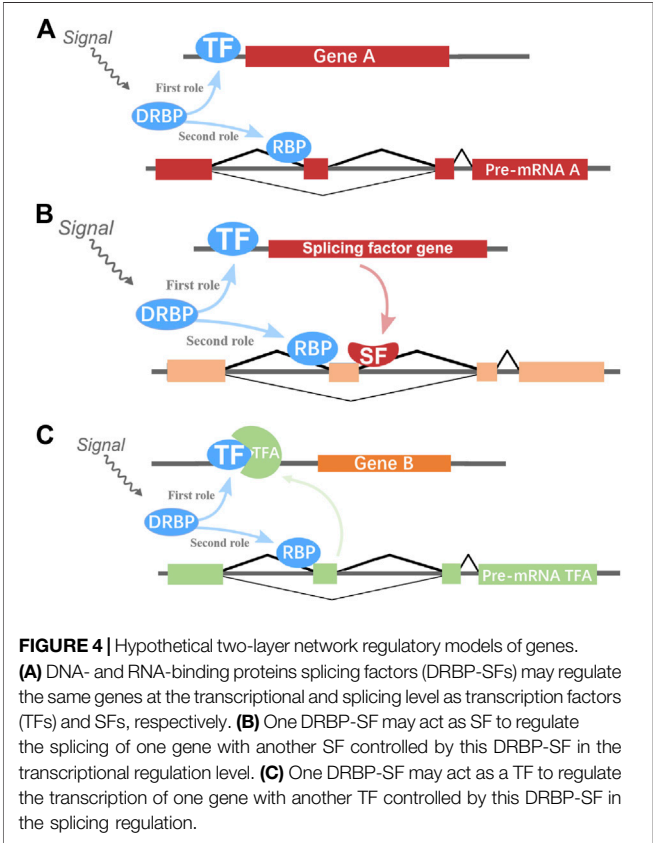 A
Signal
TF
Gene A
First role
DRBP
Second role
RBP
Pre-mRNA A
B
Signal
TF
Splicing factor gene
First role
DRBP
Second role
RBP
SF
C
Signal
TF
TFA
Gene B
First role
DRBP
Second role
RBP
Pre-mRNA TFA
FIGURE 4 | Hypothetical two-layer network regulatory models of genes.
(A) DNA- and RNA-binding proteins splicing factors (DRBP-SFs) may regulate
the same genes at the transcriptional and splicing level as transcription factors
(TFs) and SFs, respectively. (B) One DRBP-SF may act as SF to regulate
the splicing of one gene with another SF controlled by this DRBP-SF in the
transcriptional regulation level. (C) One DRBP-SF may act as a TF to regulate
the transcription of one gene with another TF controlled by this DRBP-SF in
the splicing regulation.